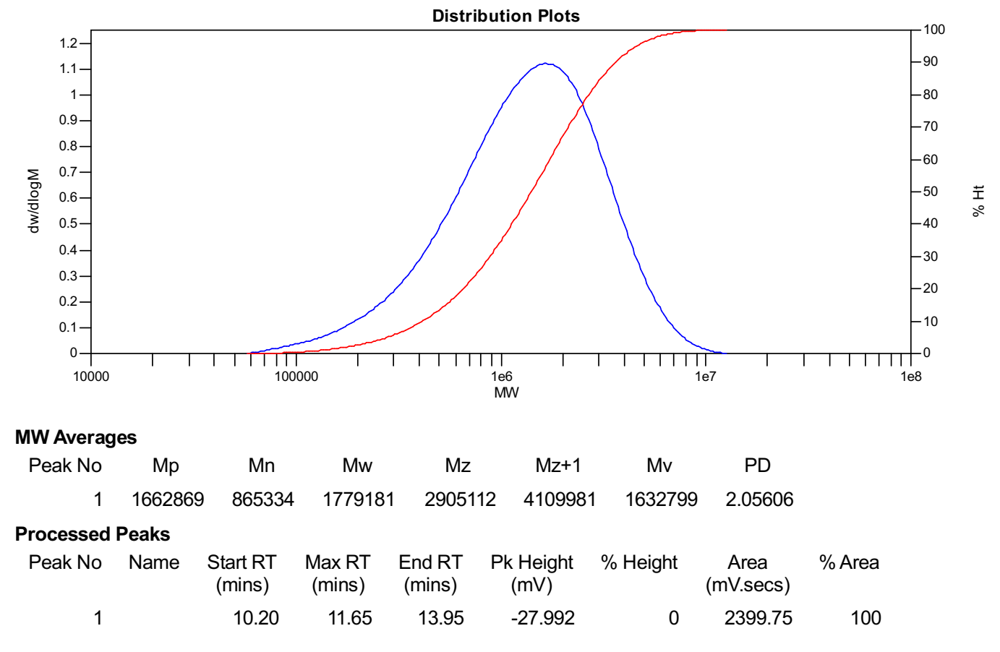 Distribution Plots
1.2
1.1
1
0.9
0.8
0.7
0.6
0.5
0.4
0.3
0.2
0.1
0
dw/dlogM
100
90
80
70
60
50
40
30
20
10
0
% Ht
10000 100000 1e6 1e7 1e8
MW
MW Averages
Peak No Mp Mn Mw Mz Mz+1 Mv PD
1 1662869 865334 1779181 2905112 4109981 1632799 2.05606
Processed Peaks
Peak No Name Start RT Max RT End RT Pk Height % Height Area % Area
(mins) (mins) (mins) (mV) (mV.secs)
1 10.20 11.65 13.95 -27.992 0 2399.75 100